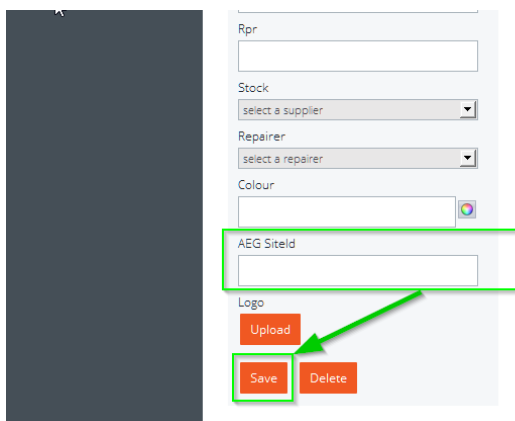 Rpr
Stock
select a supplier
Repairer
select a repairer
Colour
AEG SiteId
Logo
Upload
Save Delete